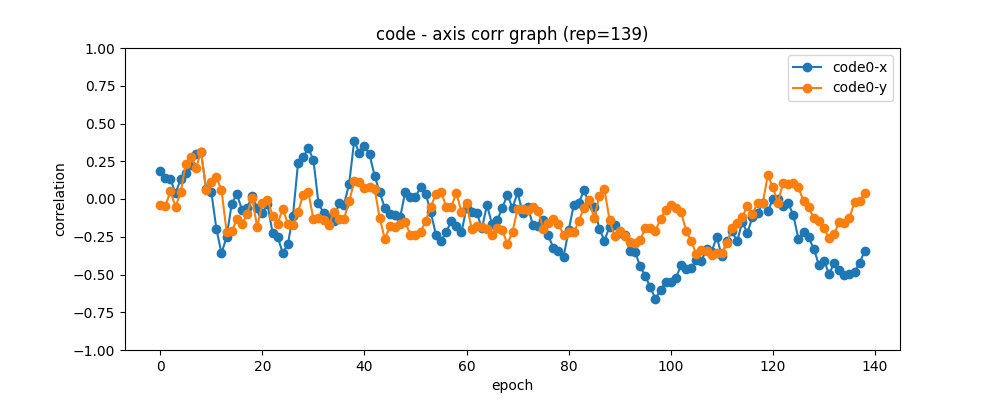 code - axis corr graph (rep=139)
1.00
0.75
0.50
0.25
0.00
−0.25
−0.50
−0.75
−1.00
correlation
code0-x
code0-y
0 20 40 60 80 100 120 140
epoch